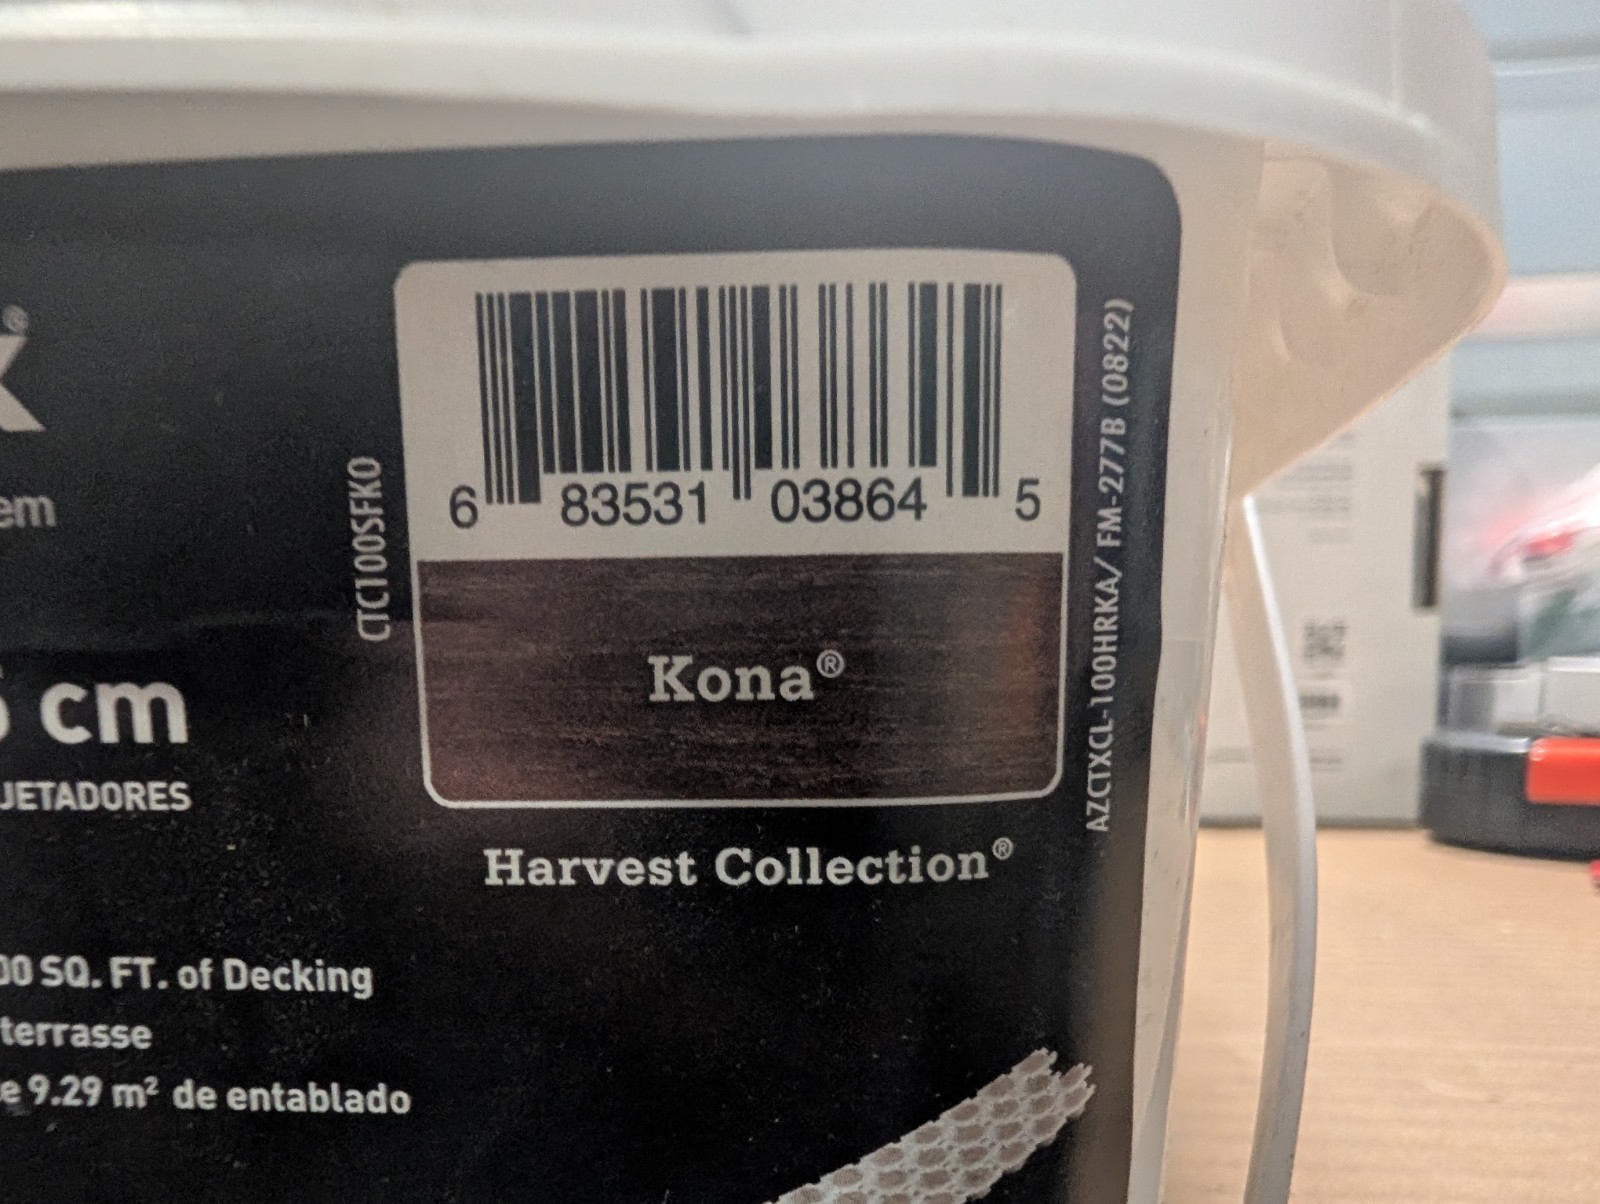 ®
X
em
CTC100SFKO
6 83531 03864 5
AZCTXCL-100HRKA/ FM-277B (0822)
Kona®
cm
JETADORES
Harvest Collection®
00 SQ. FT. of Decking
terrasse
e 9.29 m² de entablado